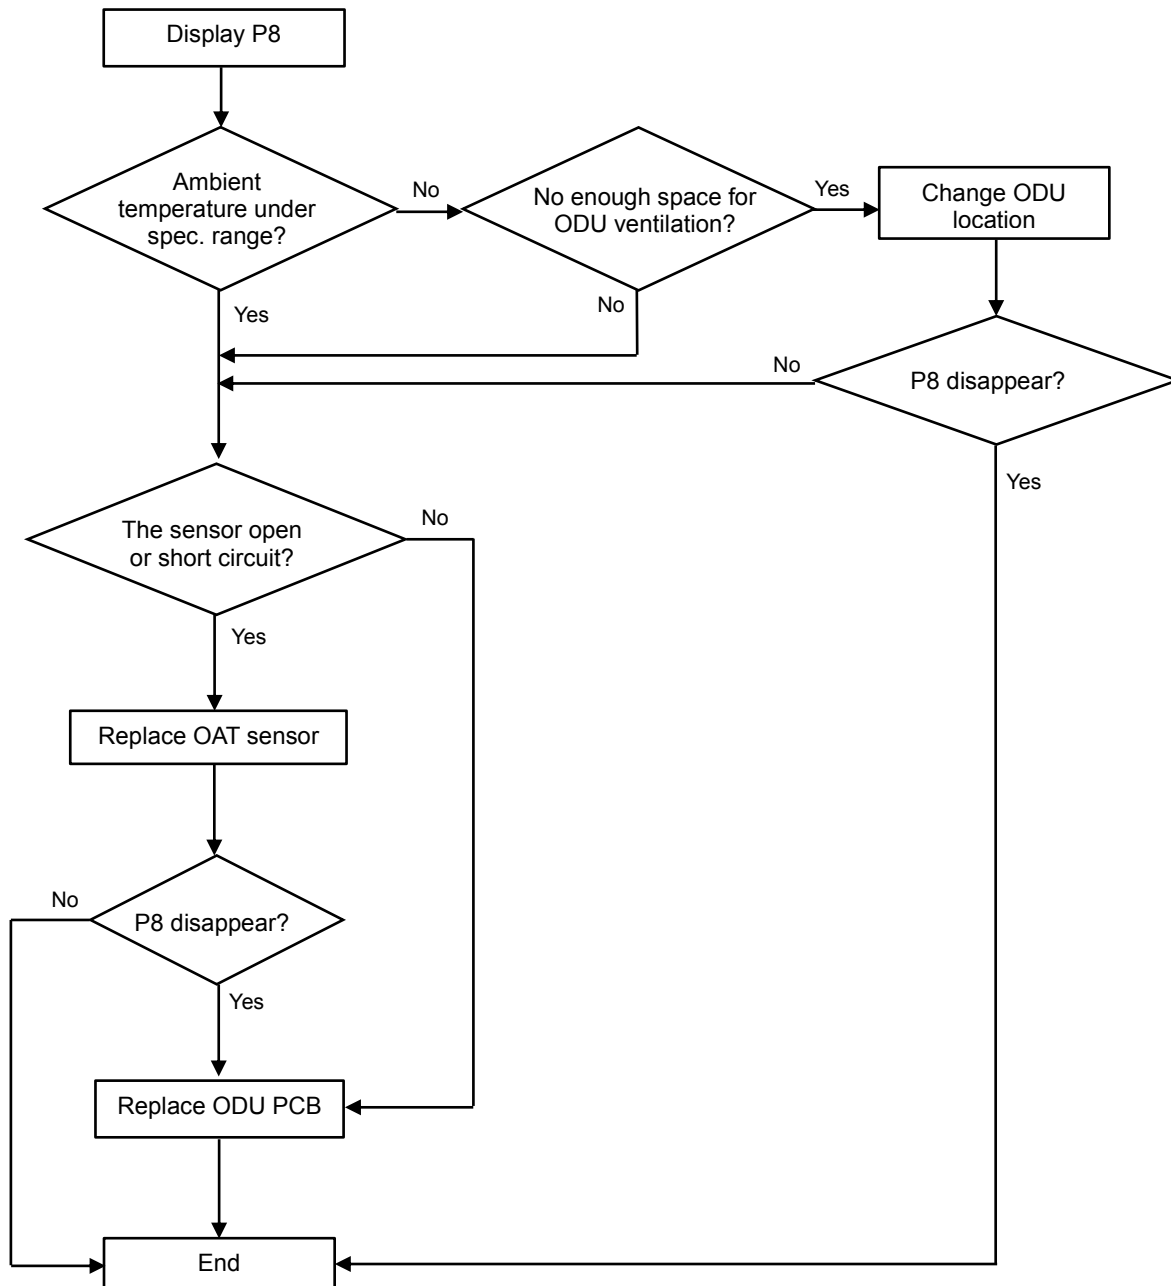 Display P8
Ambient
temperature under
spec. range?
No
No enough space for
ODU ventilation?
Yes
Change ODU
location
Yes
No
No
P8 disappear?
Yes
The sensor open
or short circuit?
No
Yes
Replace OAT sensor
No
P8 disappear?
Yes
Replace ODU PCB
End